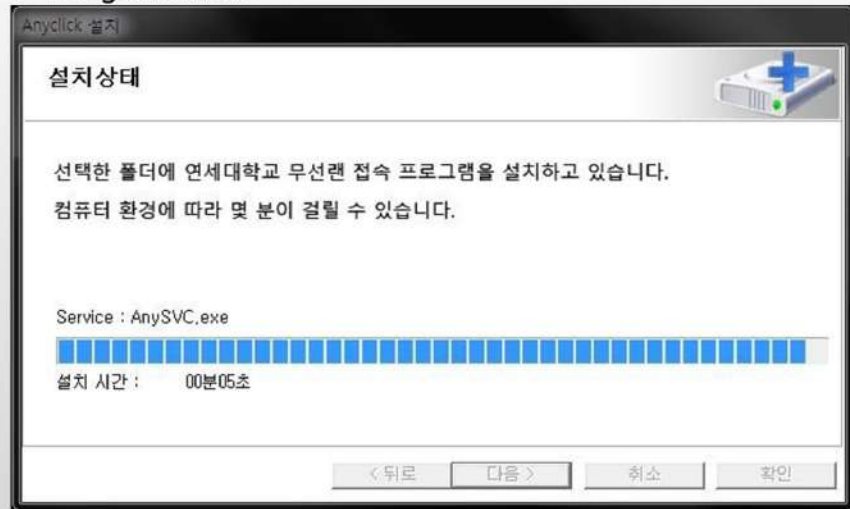 Anyclick 설치
설치상태
선택한 폴더에 연세대학교 무선랜 접속 프로그램을 설치하고 있습니다.
컴퓨터 환경에 따라 몇 분이 걸릴 수 있습니다.
Service : AnySVC.exe
설치 시간 : 00분05초
< 뒤로 다음 > 취소 확인